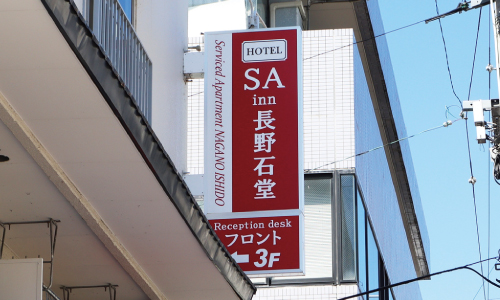 HOTEL
SA
inn
長野石堂
Serviced Apartment NAGANO ISHIDO
Reception desk
フロント
←3F